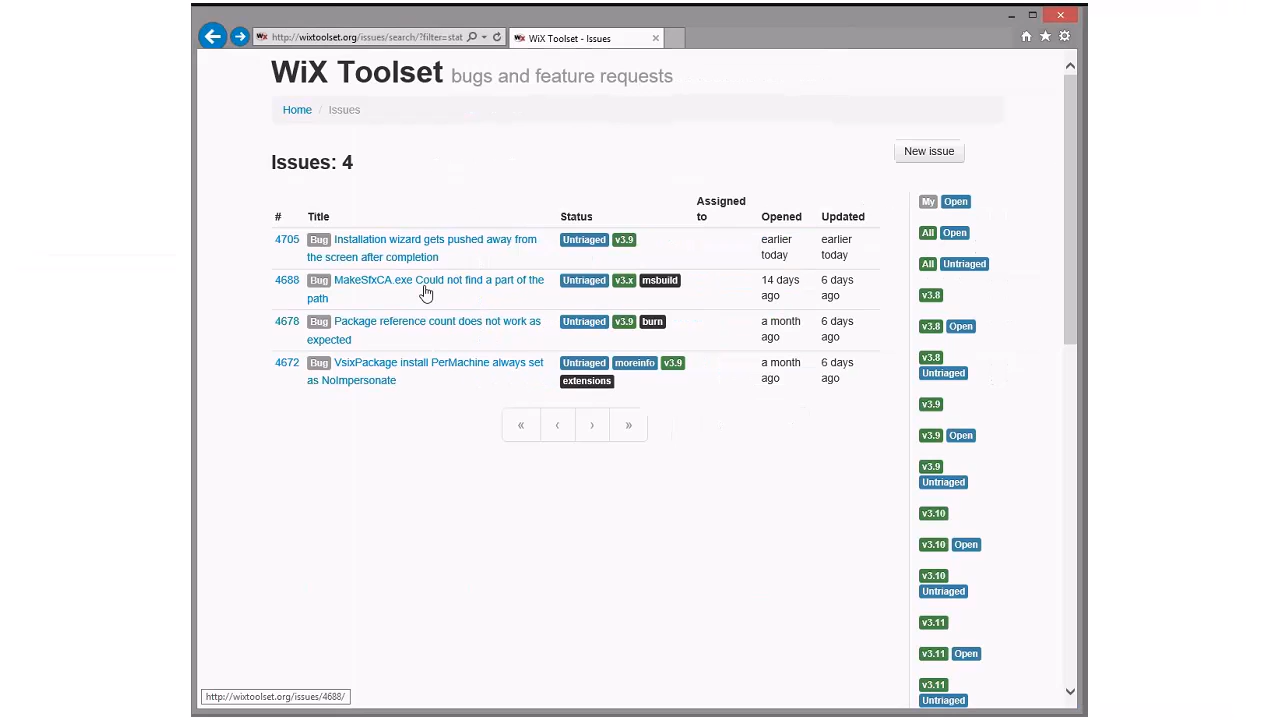 http://wixtoolset.org/issues/search/?filter=stat
WiX Toolset - Issues
WiX Toolset bugs and feature requests
Home / Issues
Issues: 4
New issue
# Title Status Assigned to Opened Updated
4705 Bug Installation wizard gets pushed away from Untriaged v3.9 earlier earlier
the screen after completion today today
4688 Bug MakeSfxCA.exe Could not find a part of the Untriaged v3.x msbuild 14 days 6 days
path ago ago
4678 Bug Package reference count does not work as Untriaged v3.9 burn a month 6 days
expected ago ago
4672 Bug VsixPackage install PerMachine always set Untriaged moreinfo v3.9 a month 6 days
as NoImpersonate extensions ago ago
« ‹ › »
My Open
All Open
All Untriaged
v3.8
v3.8 Open
v3.8
Untriaged
v3.9
v3.9 Open
v3.9
Untriaged
v3.10
v3.10 Open
v3.10
Untriaged
v3.11
v3.11 Open
v3.11
Untriaged
http://wixtoolset.org/issues/4688/